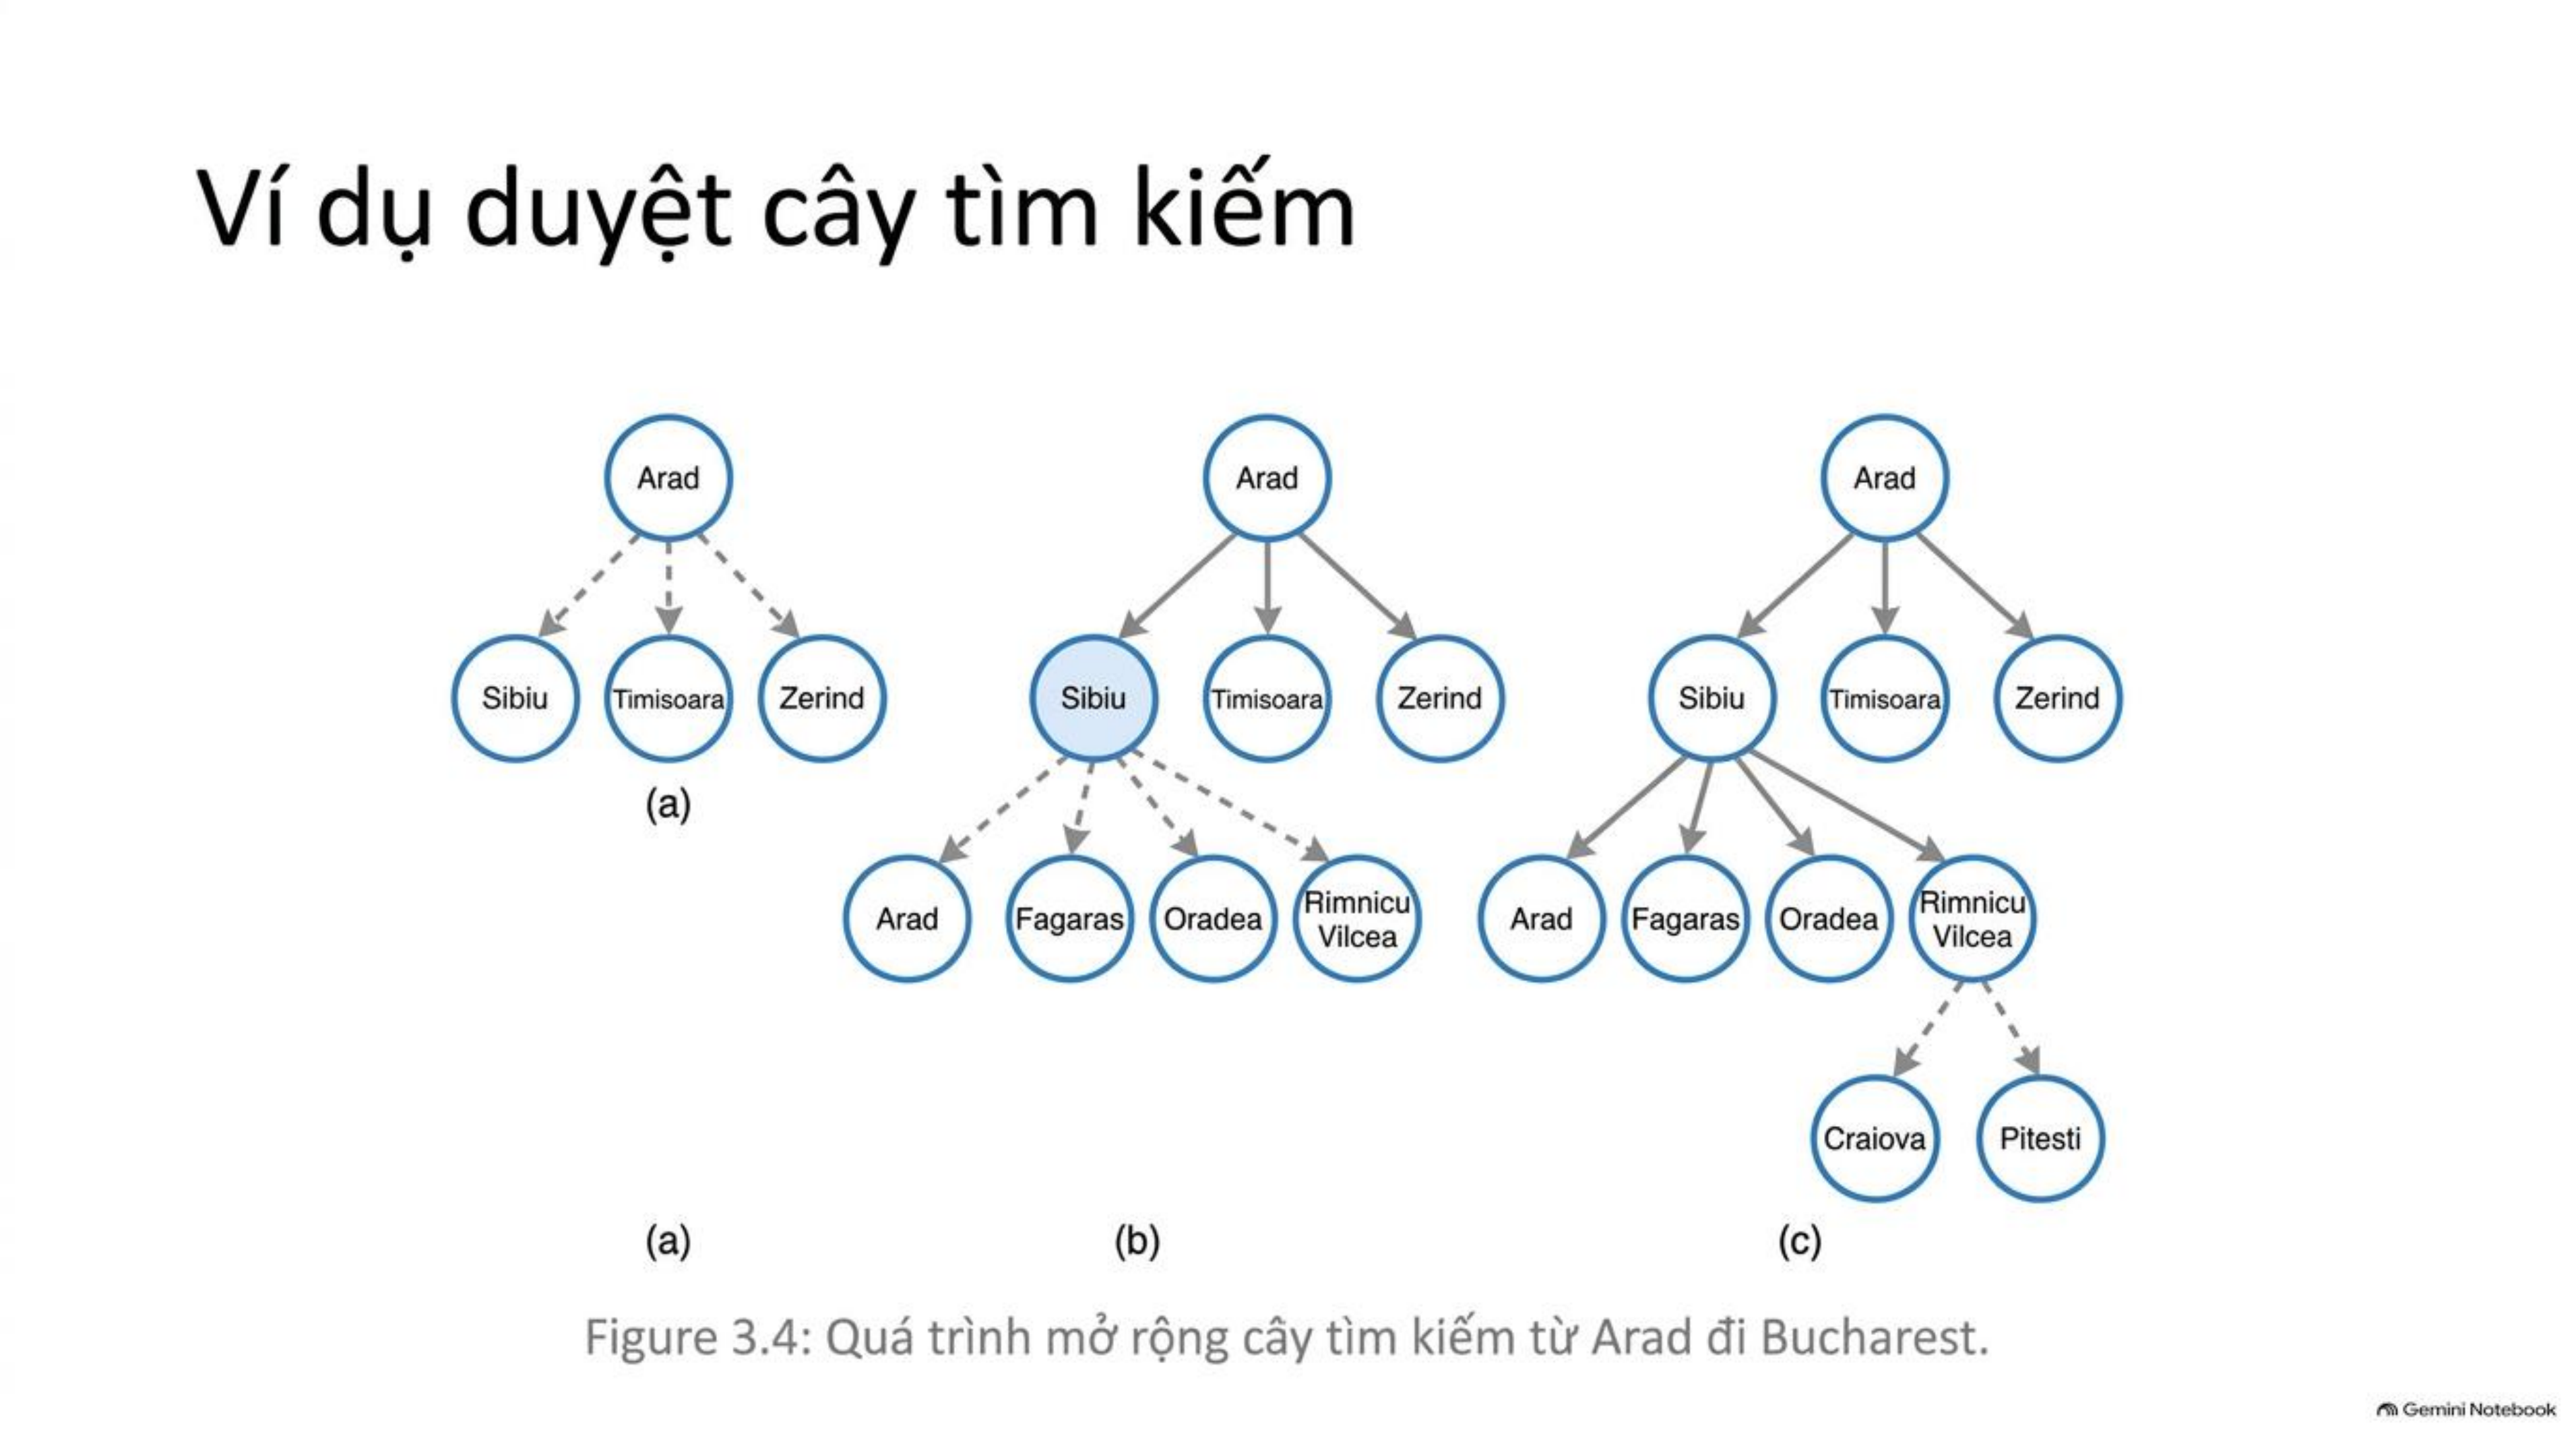 Ví dụ duyệt cây tìm kiếm
Arad
Sibiu
Timisoara
Zerind
(a)
Arad
Sibiu
Timisoara
Zerind
Arad
Fagaras
Oradea
Rimnicu
Vilcea
Arad
Sibiu
Timisoara
Zerind
Arad
Fagaras
Oradea
Rimnicu
Vilcea
Craiova
Pitesti
(a)
(b)
(c)
Figure 3.4: Quá trình mở rộng cây tìm kiếm từ Arad đi Bucharest.
Gemini Notebook